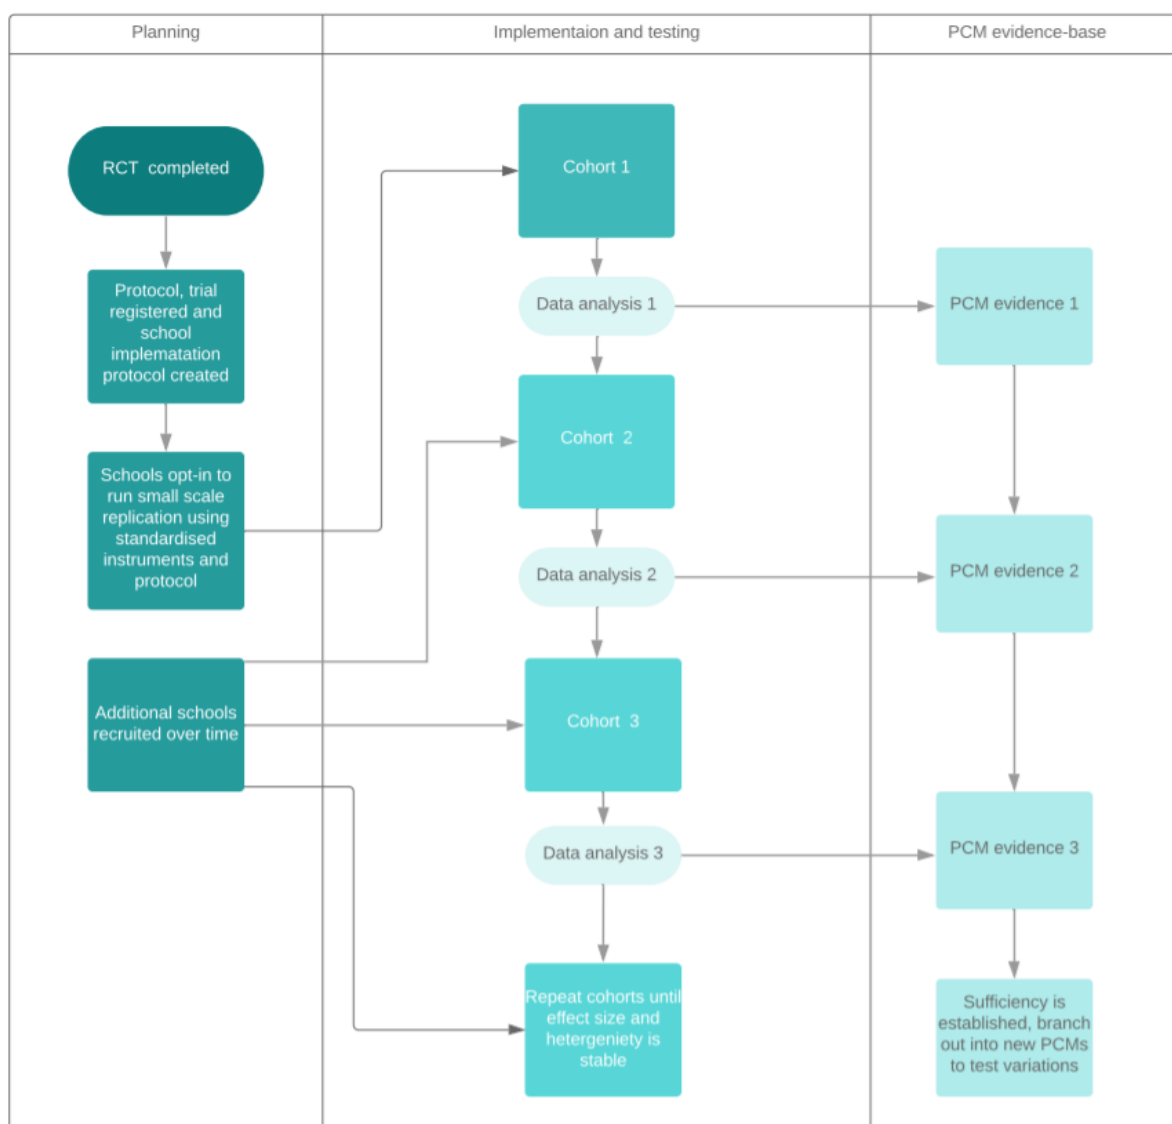 Planning
Implementaion and testing
PCM evidence-base
RCT completed
Protocol, trial
registered and
school
implematation
protocol created
Schools opt-in to
run small scale
replication using
standardised
instruments and
protocol
Additional schools
recruited over time
Cohort 1
Data analysis 1
Cohort 2
Data analysis 2
Cohort 3
Data analysis 3
Repeat cohorts until
effect size and
hetergeniety is
stable
PCM evidence 1
PCM evidence 2
PCM evidence 3
Sufficiency is
established, branch
out into new PCMs
to test variations